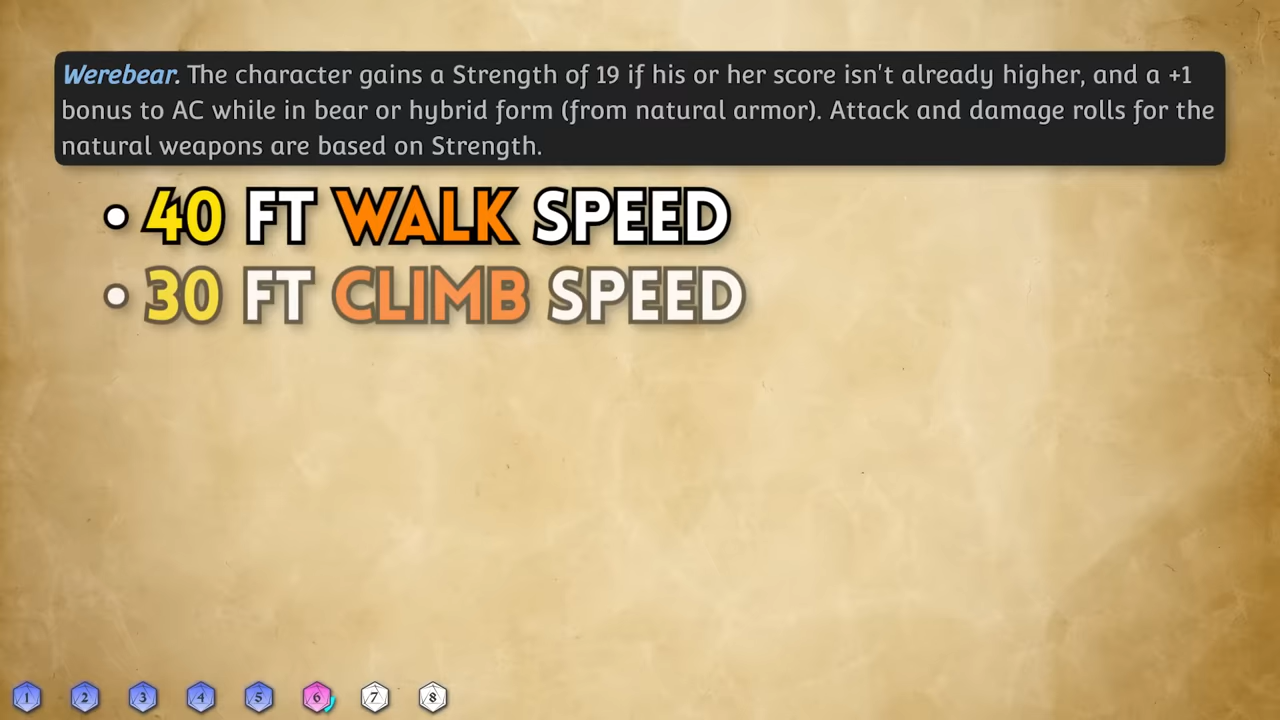 Werebear. The character gains a Strength of 19 if his or her score isn't already higher, and a +1
bonus to AC while in bear or hybrid form (from natural armor). Attack and damage rolls for the
natural weapons are based on Strength.
• 40 FT WALK SPEED
• 30 FT CLIMB SPEED
1 2 3 4 5 6 7 8